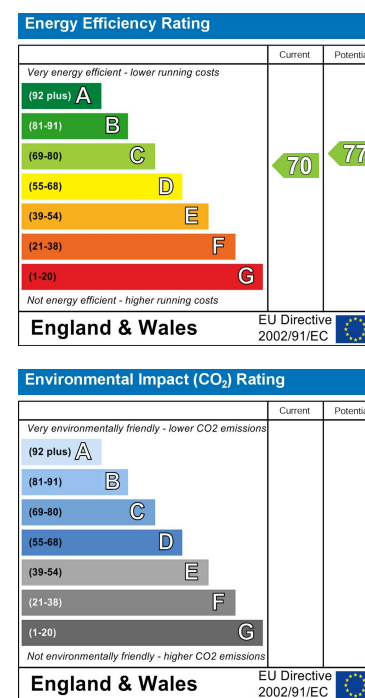 Energy Efficiency Rating
Current Potentia
Very energy efficient - lower running costs
(92 plus) A
(81-91) B
(69-80) C
(55-68) D
(39-54) E
(21-38) F
(1-20) G
70 77
Not energy efficient - higher running costs
England & Wales
EU Directive
2002/91/EC
Environmental Impact (CO₂) Rating
Current Potentia
Very environmentally friendly - lower CO2 emissions
(92 plus) A
(81-91) B
(69-80) C
(55-68) D
(39-54) E
(21-38) F
(1-20) G
Not environmentally friendly - higher CO2 emissions
England & Wales
EU Directive
2002/91/EC